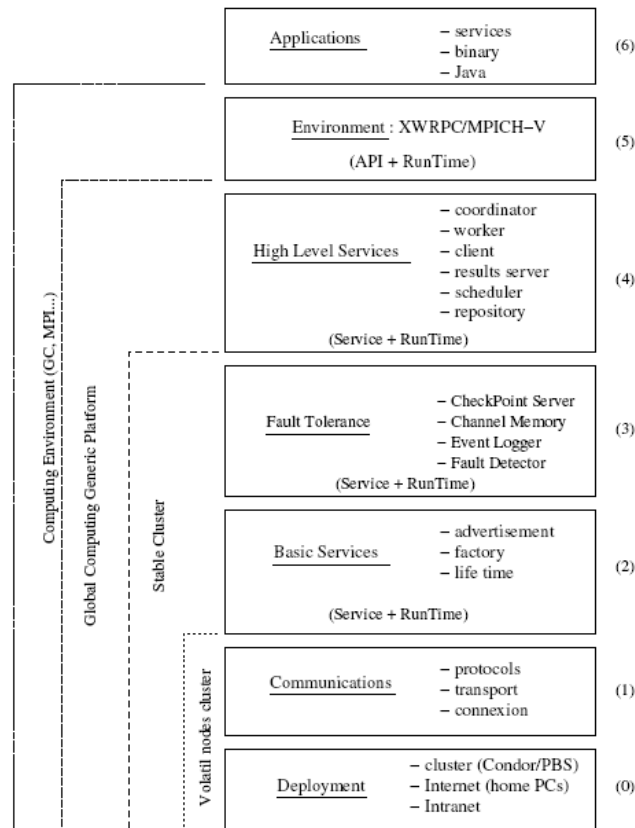 Applications
– services
– binary
– Java
(6)
Environment : XWRPC/MPICH–V
(API + RunTime)
(5)
High Level Services
– coordinator
– worker
– client
– results server
– scheduler
– repository
(Service + RunTime)
(4)
Fault Tolerance
– CheckPoint Server
– Channel Memory
– Event Logger
– Fault Detector
(Service + RunTime)
(3)
Basic Services
– advertisement
– factory
– life time
(Service + RunTime)
(2)
Communications
– protocols
– transport
– connexion
(1)
Deployment
– cluster (Condor/PBS)
– Internet (home PCs)
– Intranet
(0)
Computing Environment (GC, MPI...)
Global Computing Generic Platform
Stable Cluster
Volatil nodes cluster